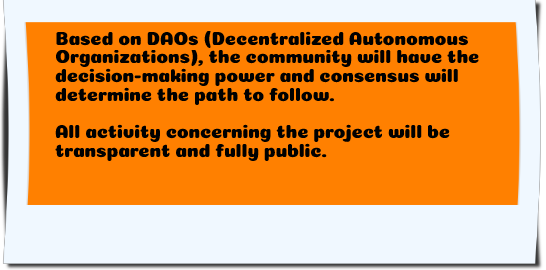 Based on DAOs (Decentralized Autonomous
Organizations), the community will have the
decision-making power and consensus will
determine the path to follow.
All activity concerning the project will be
transparent and fully public.